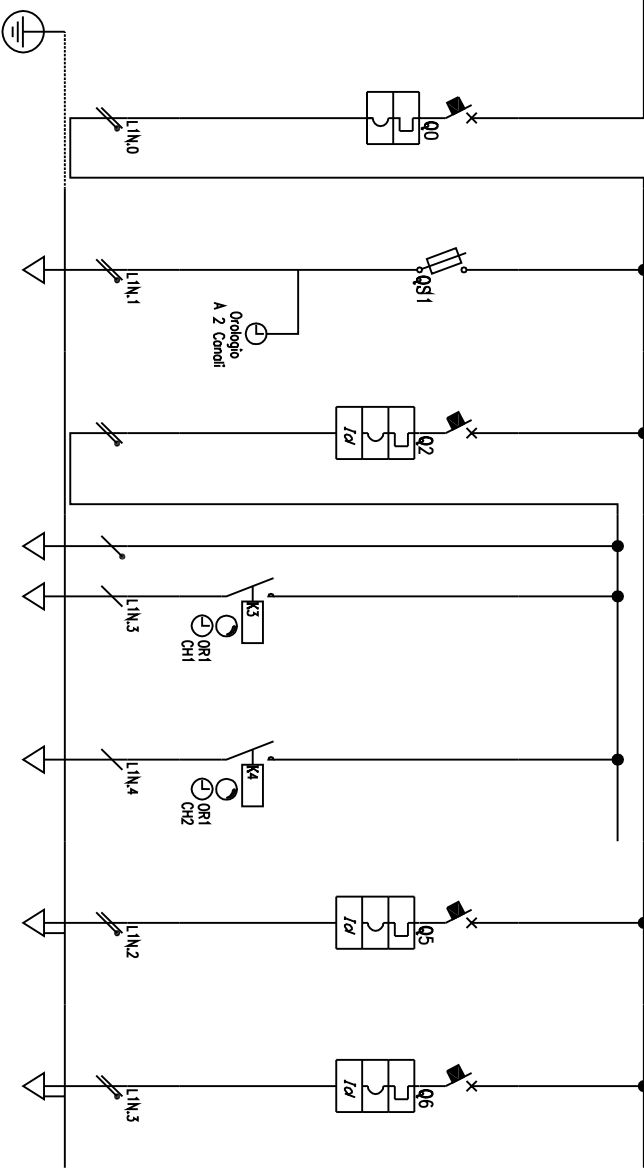 Q0
QS1
Q2
Q5
Q6
Id
Id
Id
K3
K4
Orologio
A 2 Canali
OR1
CH1
OR1
CH2
L1N.0
L1N.1
L1N.3
L1N.4
L1N.2
L1N.3